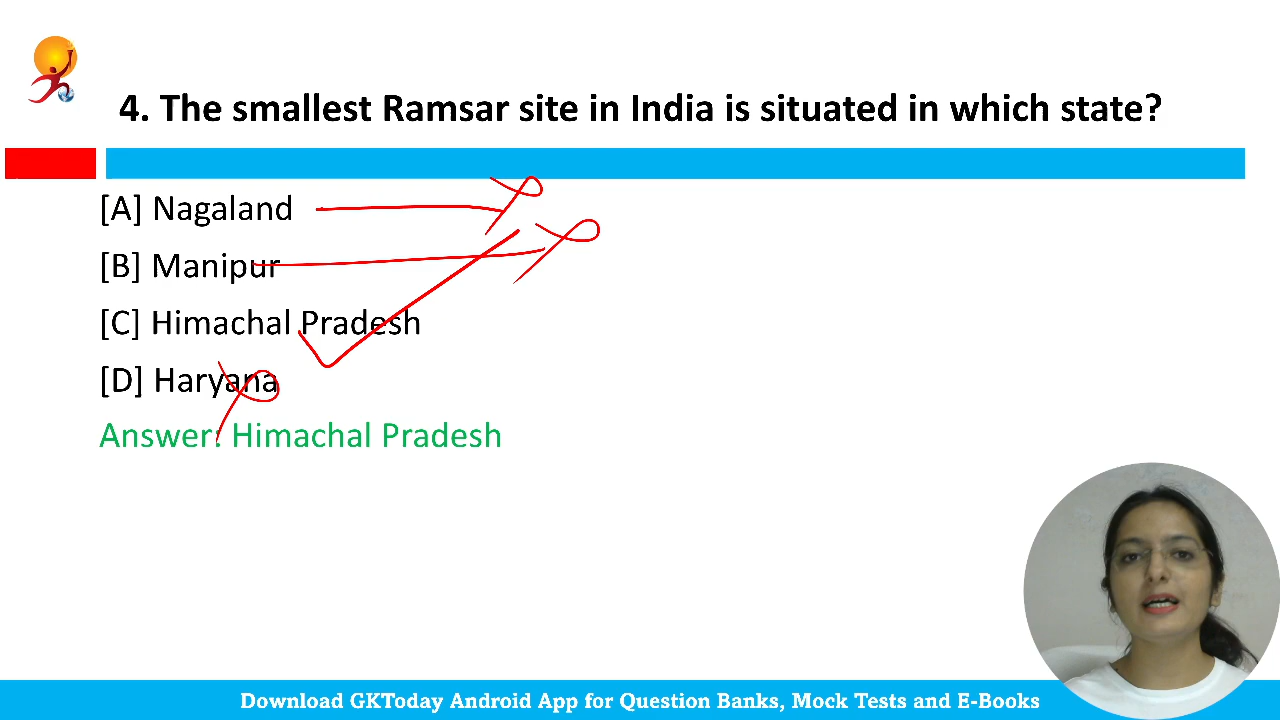 4. The smallest Ramsar site in India is situated in which state?
[A] Nagaland
[B] Manipur
[C] Himachal Pradesh
[D] Haryana
Answer: Himachal Pradesh
Download GKToday Android App for Question Banks, Mock Tests and E-Books